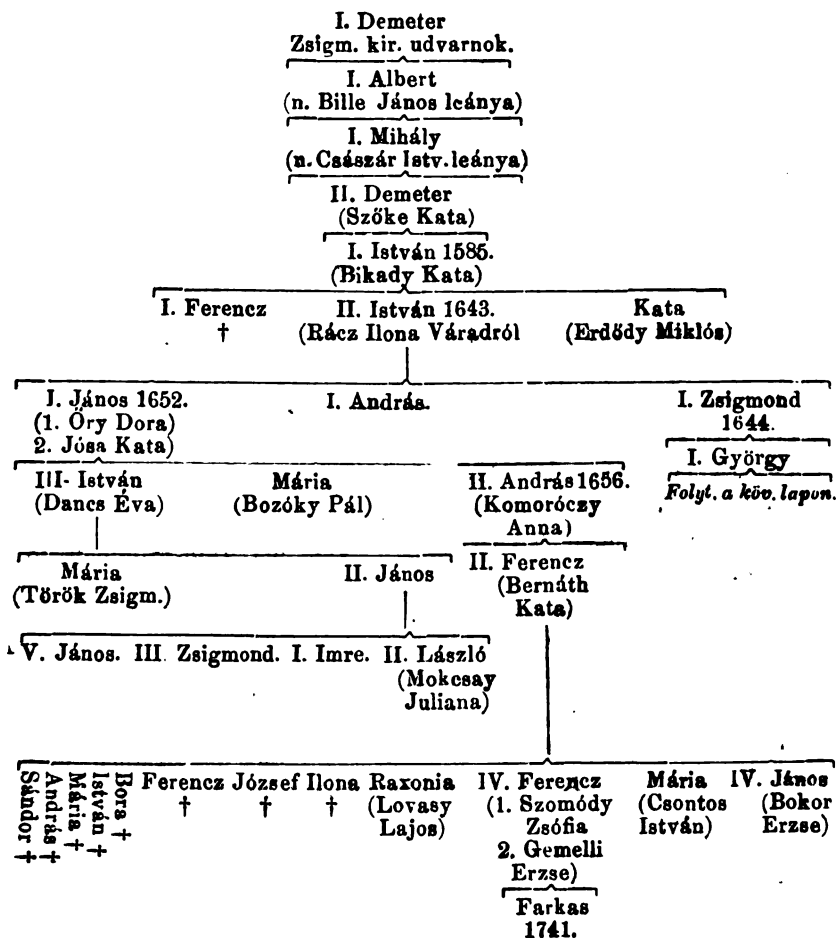 I. Demeter
Zsigm. kir. udvarnok.
I. Albert
(n. Bille János leánya)
I. Mihály
(n. Császár Istv. leánya)
II. Demeter
(Szőke Kata)
I. István 1585.
(Bikady Kata)
I. Ferencz II. István 1643. Kata
† (Rácz Ilona Váradról (Erdődy Miklós)
I. János 1652. I. András. I. Zsigmond
(1. Őry Dora) 1644.
2. Jósa Kata)
I. György
III- István Mária II. András 1656. Folyt. a köv. lapon.
(Dancs Éva) (Bozóky Pál) (Komoróczy
Anna)
Mária II. János II. Ferencz
(Török Zsigm.) (Bernáth
Kata)
V. János. III. Zsigmond. I. Imre. II. László
(Mokcsay
Juliana)
Sándor †
András †
Mária †
István †
Bora †
Ferencz József Ilona Raxonia IV. Ferencz Mária IV. János
† † † (Lovasy (1. Szomódy (Csontos (Bokor
Lajos) Zsófia István) Erzse)
2. Gemelli
Erzse)
Farkas
1741.